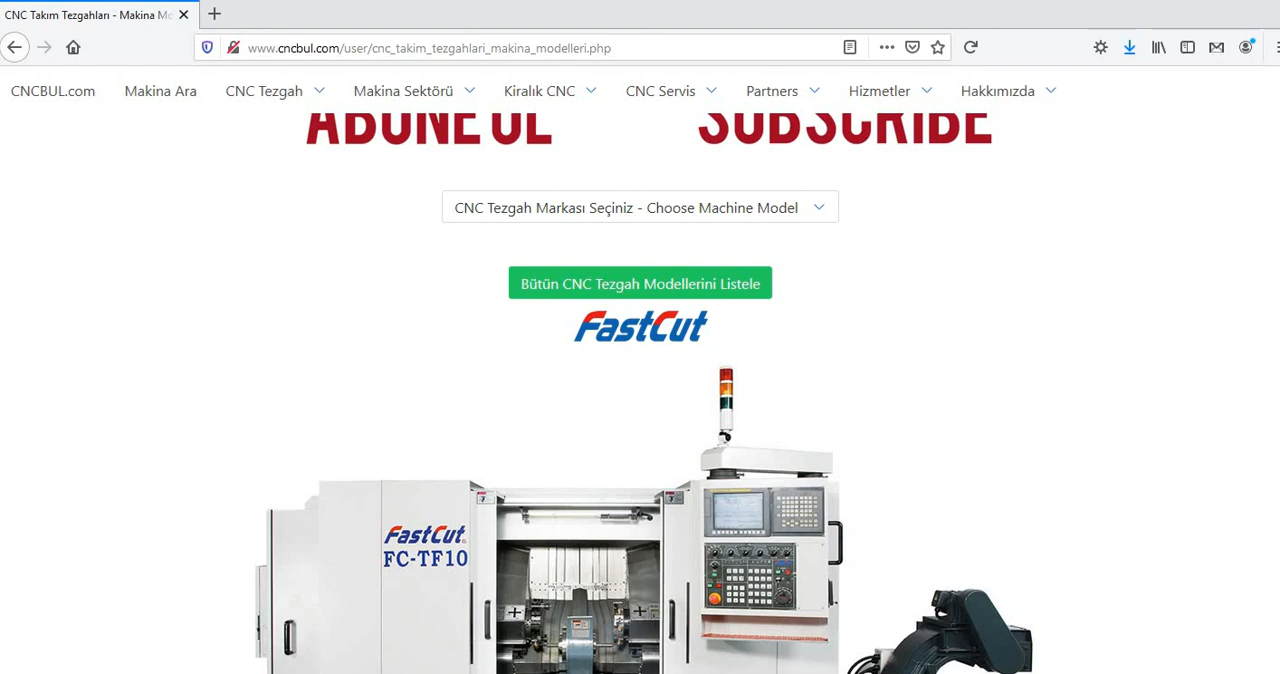 CNC Takım Tezgahları - Makina Mo
www.cncbul.com/user/cnc_takim_tezgahlari_makina_modelleri.php
CNCBUL.com Makina Ara CNC Tezgah Makina Sektörü Kiralık CNC CNC Servis Partners Hizmetler Hakkımızda
ABONE OL SUBSCRIBE
CNC Tezgah Markası Seçiniz - Choose Machine Model
Bütün CNC Tezgah Modellerini Listele
FastCut
FastCut
FC-TF10